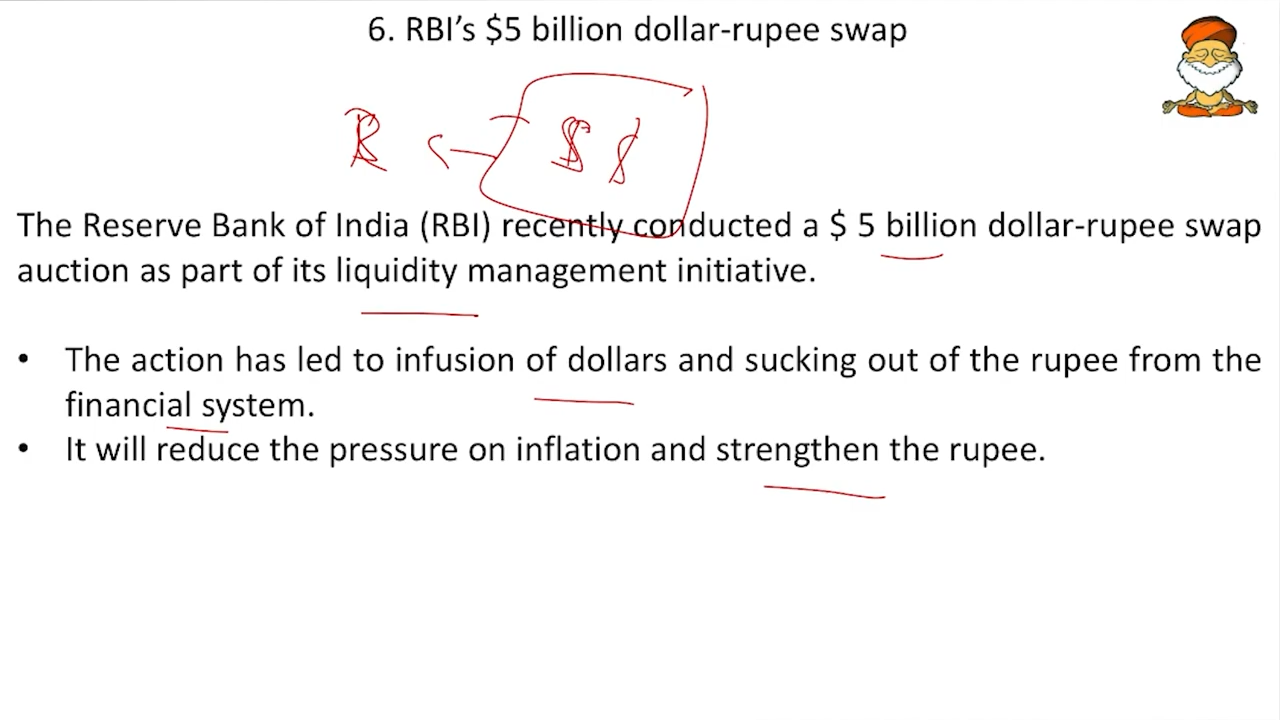 6. RBI’s $5 billion dollar-rupee swap
R $ $
The Reserve Bank of India (RBI) recently conducted a $ 5 billion dollar-rupee swap
auction as part of its liquidity management initiative.
• The action has led to infusion of dollars and sucking out of the rupee from the
financial system.
• It will reduce the pressure on inflation and strengthen the rupee.